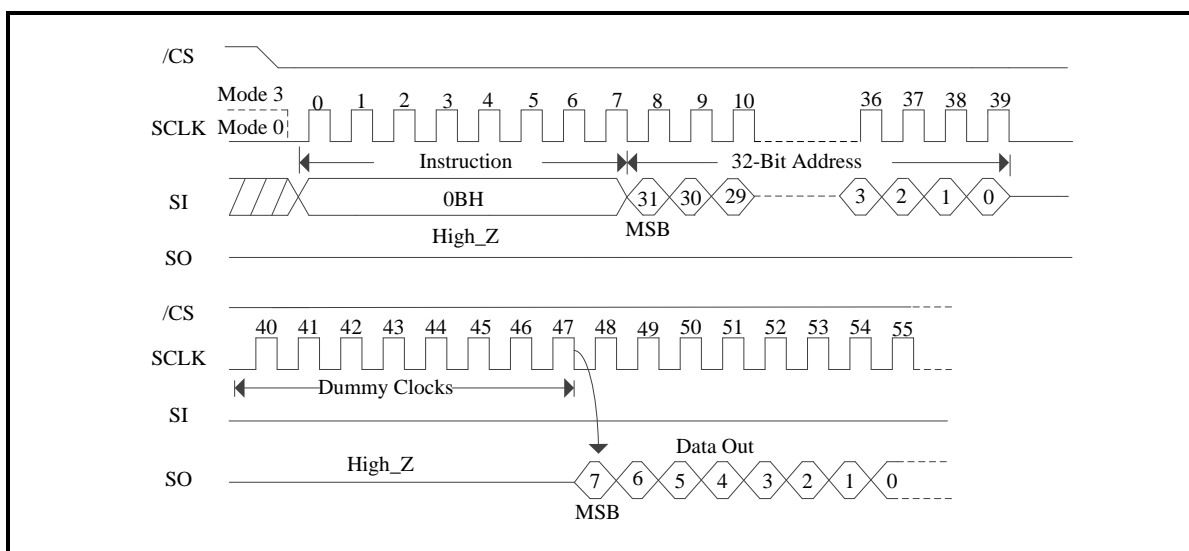 /CS
Mode 3
0 1 2 3 4 5 6 7 8 9 10 36 37 38 39
SCLK Mode 0
Instruction 32-Bit Address
SI 0BH 31 30 29 3 2 1 0
MSB
High_Z
SO
/CS
40 41 42 43 44 45 46 47 48 49 50 51 52 53 54 55
SCLK
Dummy Clocks
SI
High_Z Data Out
SO 7 6 5 4 3 2 1 0
MSB